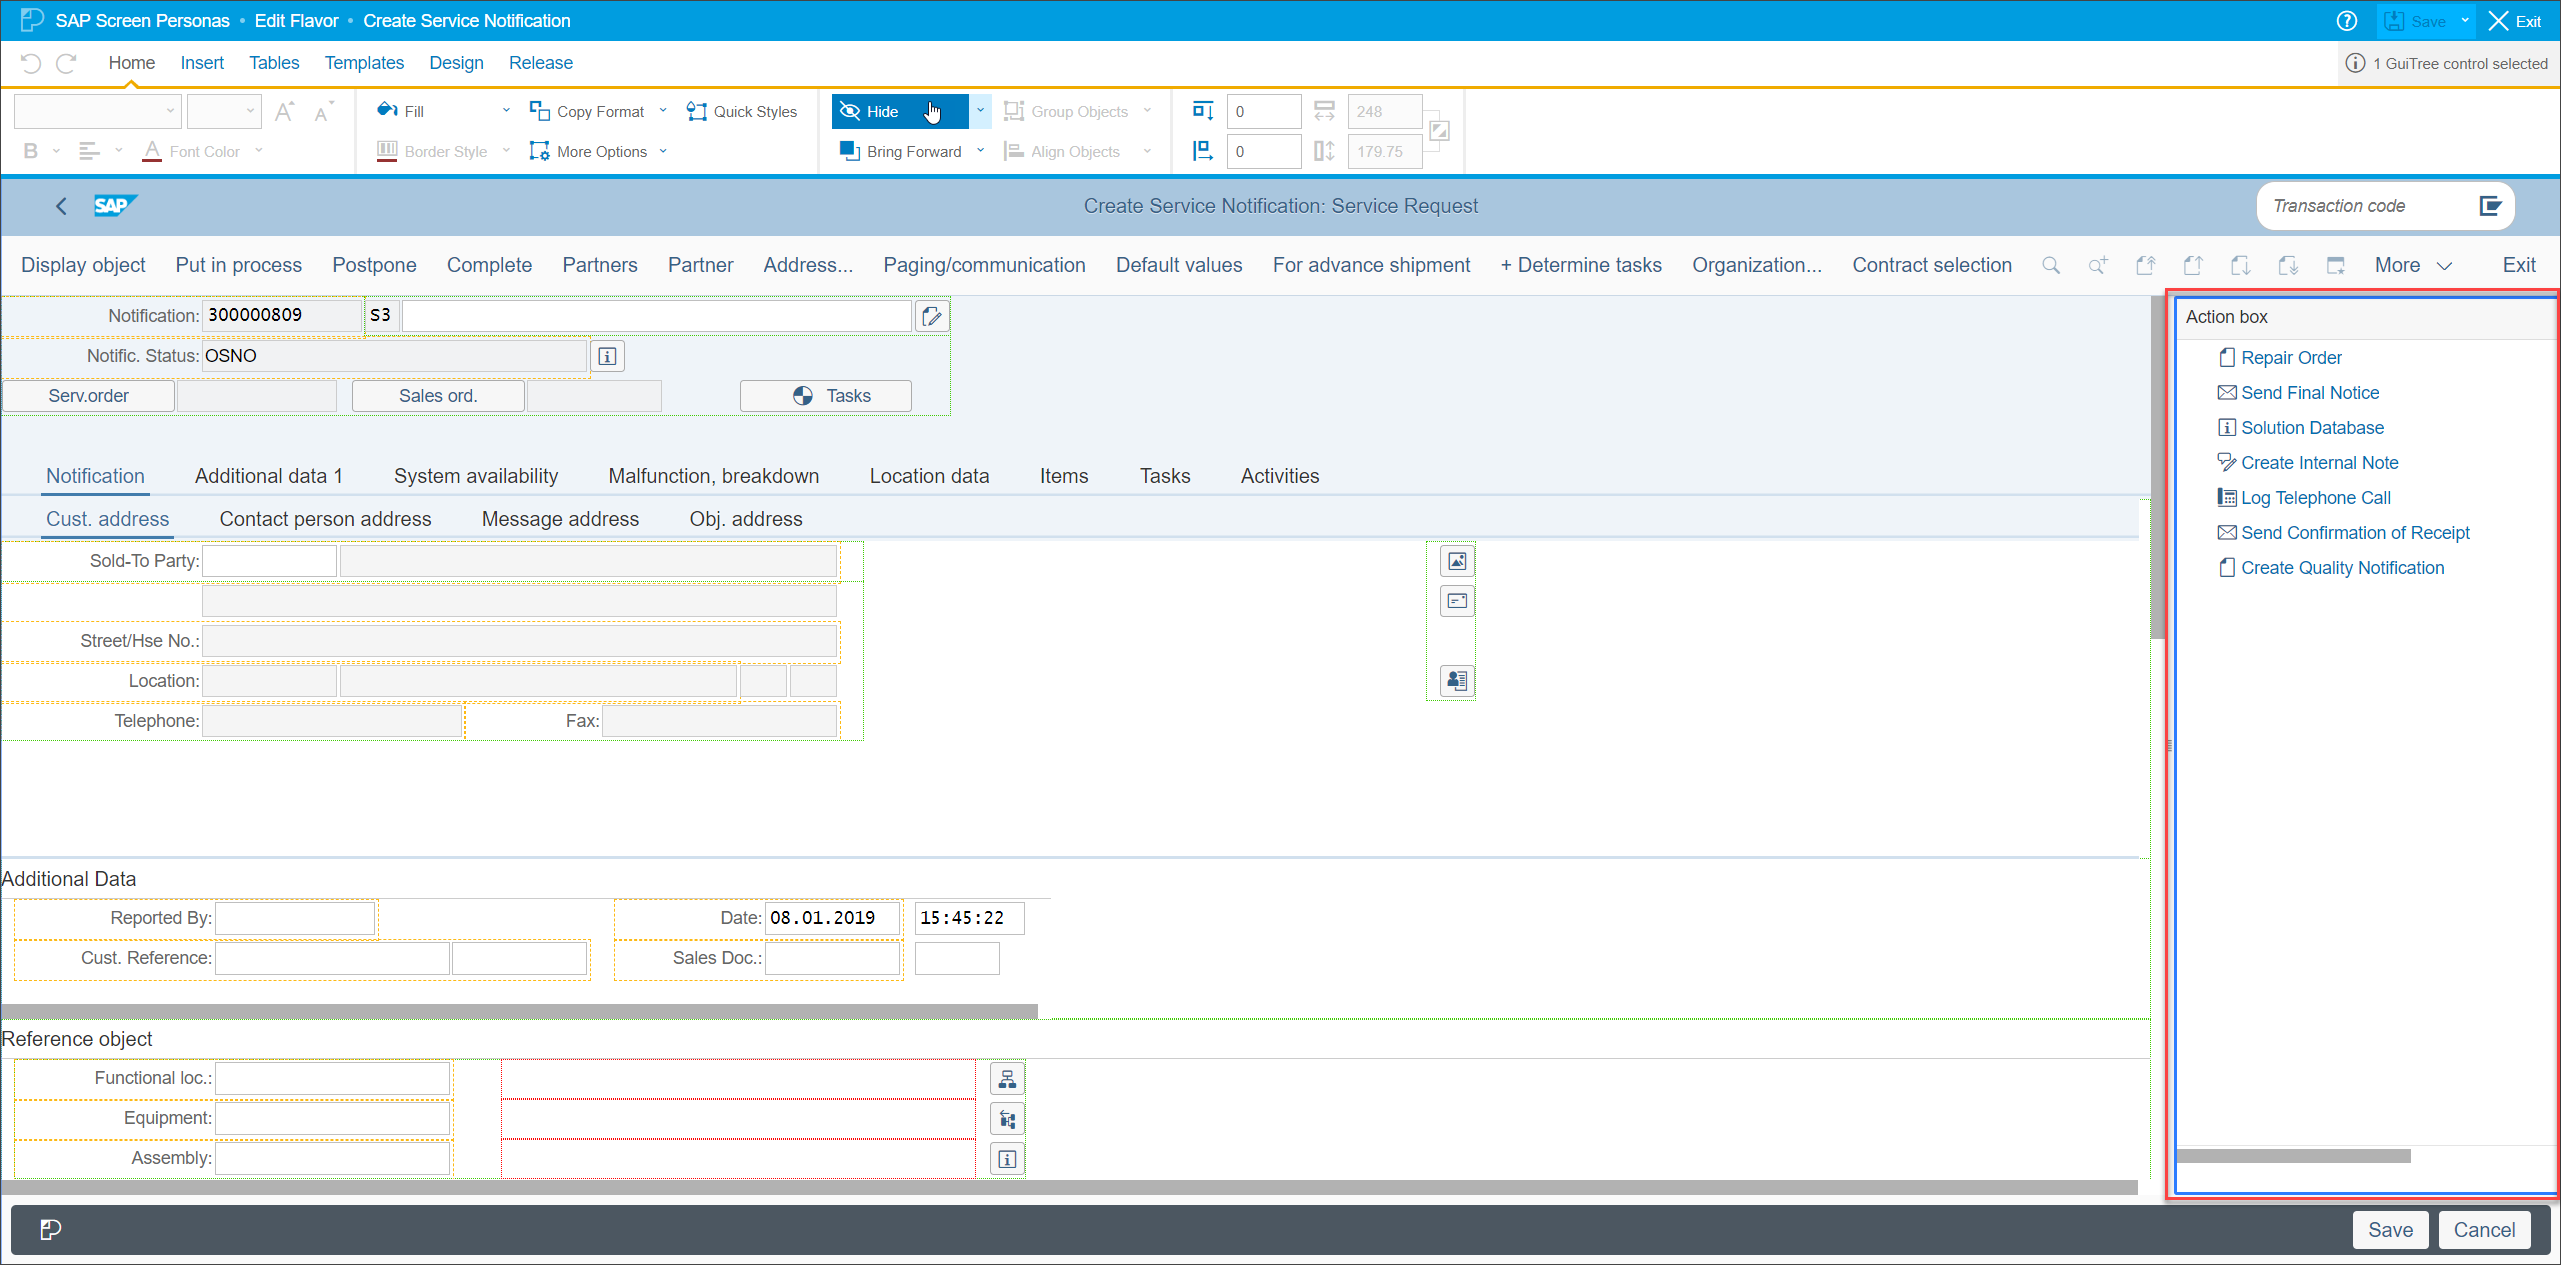 SAP Screen Personas • Edit Flavor • Create Service Notification
Save
Exit
Home
Insert
Tables
Templates
Design
Release
1 GuiTree control selected
A A
Fill
Copy Format
Quick Styles
Hide
Group Objects
0
248
B
A Font Color
Border Style
More Options
Bring Forward
Align Objects
0
179.75
SAP
Create Service Notification: Service Request
Transaction code
Display object
Put in process
Postpone
Complete
Partners
Partner
Address...
Paging/communication
Default values
For advance shipment
+ Determine tasks
Organization...
Contract selection
More
Exit
Notification: 300000809 S3
Notific. Status: OSNO
Serv.order
Sales ord.
Tasks
Notification
Additional data 1
System availability
Malfunction, breakdown
Location data
Items
Tasks
Activities
Cust. address
Contact person address
Message address
Obj. address
Sold-To Party:
Street/Hse No.:
Location:
Telephone:
Fax:
Additional Data
Reported By:
Date: 08.01.2019 15:45:22
Cust. Reference:
Sales Doc.:
Reference object
Functional loc.:
Equipment:
Assembly:
Action box
Repair Order
Send Final Notice
Solution Database
Create Internal Note
Log Telephone Call
Send Confirmation of Receipt
Create Quality Notification
Save
Cancel